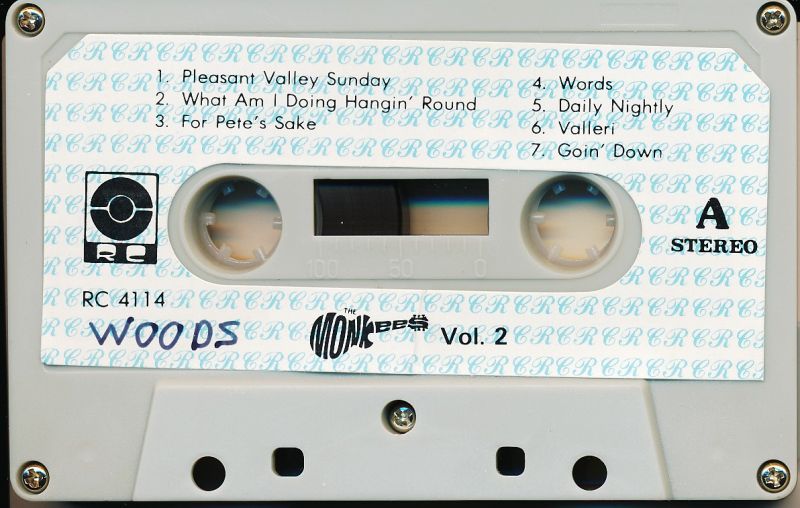 1. Pleasant Valley Sunday
2. What Am I Doing Hangin' Round
3. For Pete's Sake
4. Words
5. Daily Nightly
6. Valleri
7. Goin' Down
RC
A
STEREO
100 50 0
RC 4114
WOODS
THE MONKEES Vol. 2